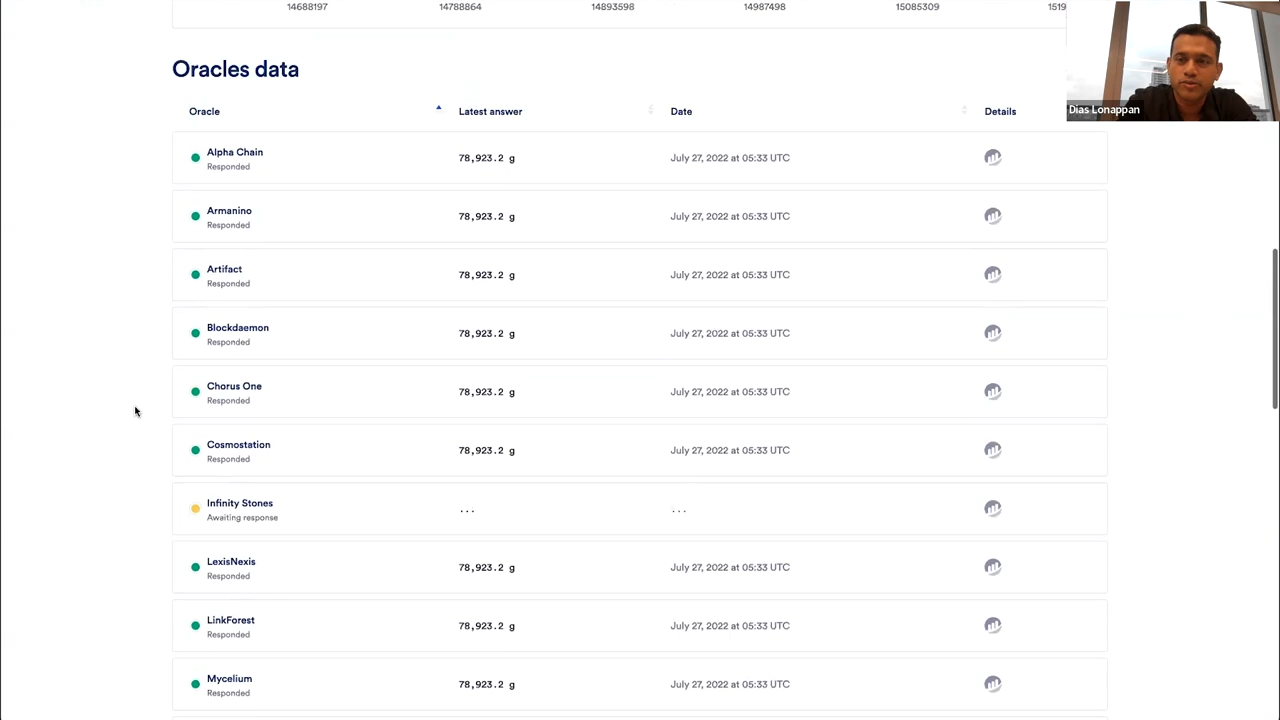 14688197 14788864 14893598 14987498 15085309 1519
Oracles data
Dias Lonappan
Oracle Latest answer Date Details
Alpha Chain
Responded
78,923.2 g July 27, 2022 at 05:33 UTC
Armanino
Responded
78,923.2 g July 27, 2022 at 05:33 UTC
Artifact
Responded
78,923.2 g July 27, 2022 at 05:33 UTC
Blockdaemon
Responded
78,923.2 g July 27, 2022 at 05:33 UTC
Chorus One
Responded
78,923.2 g July 27, 2022 at 05:33 UTC
Cosmostation
Responded
78,923.2 g July 27, 2022 at 05:33 UTC
Infinity Stones
Awaiting response
... ...
LexisNexis
Responded
78,923.2 g July 27, 2022 at 05:33 UTC
LinkForest
Responded
78,923.2 g July 27, 2022 at 05:33 UTC
Mycelium
Responded
78,923.2 g July 27, 2022 at 05:33 UTC